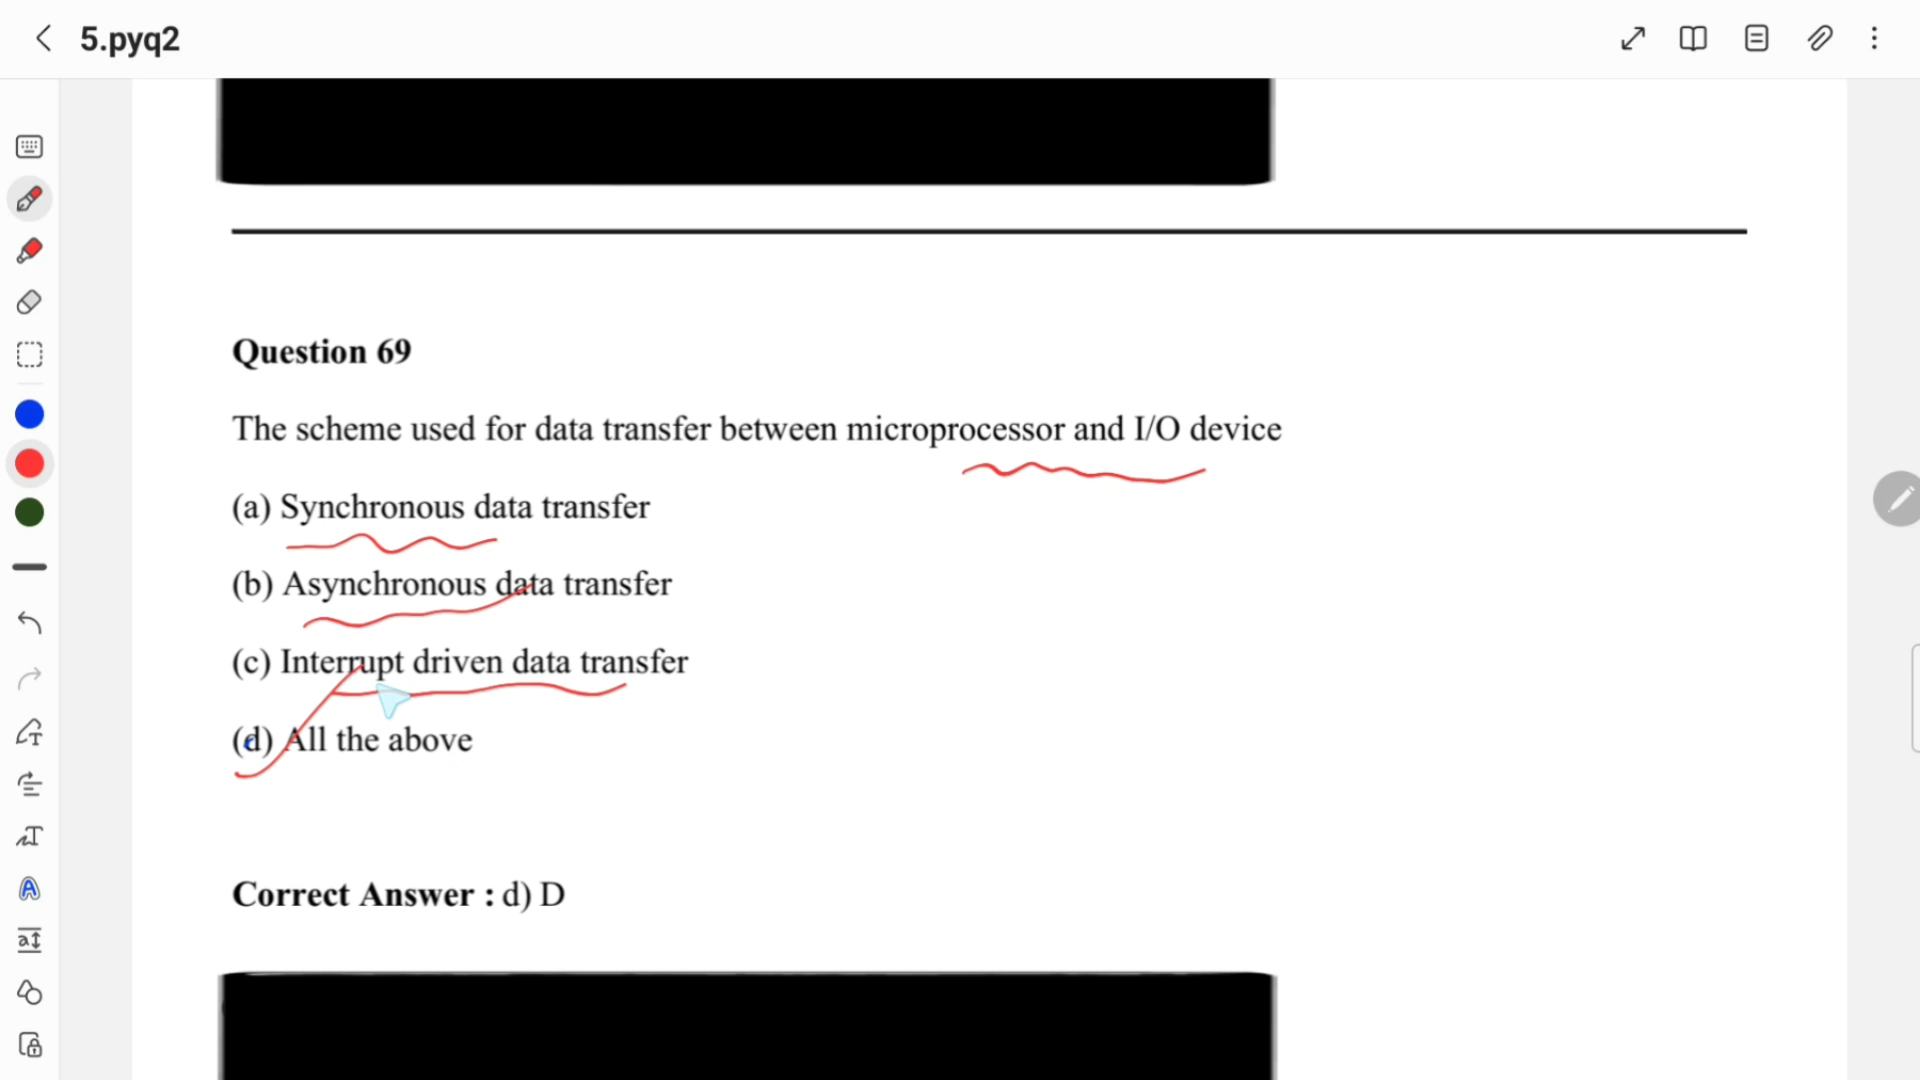 5.pyq2
Question 69
The scheme used for data transfer between microprocessor and I/O device
(a) Synchronous data transfer
(b) Asynchronous data transfer
(c) Interrupt driven data transfer
(d) All the above
Correct Answer : d) D